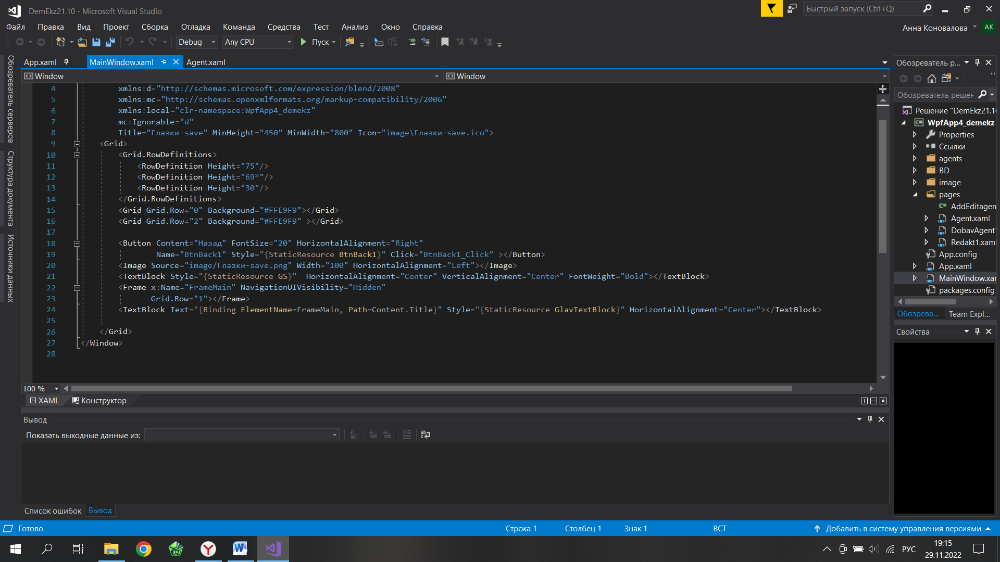 DemEkz21.10 - Microsoft Visual Studio
Быстрый запуск (Ctrl+Q)
Файл Правка Вид Проект Сборка Отладка Команда Средства Тест Анализ Окно Справка
Анна Коновалова AK
Debug Any CPU Пуск
Обозреватель серверов
Структура документа
Источники данных
App.xaml MainWindow.xaml Agent.xaml
Window Window
4 xmlns:d="http://schemas.microsoft.com/expression/blend/2008"
5 xmlns:mc="http://schemas.openxmlformats.org/markup-compatibility/2006"
6 xmlns:local="clr-namespace:WpfApp4_demekz"
7 mc:Ignorable="d"
8 Title="Глазки-save" MinHeight="450" MinWidth="800" Icon="image\Глазки-save.ico">
9 <Grid>
10 <Grid.RowDefinitions>
11 <RowDefinition Height="75"/>
12 <RowDefinition Height="69*"/>
13 <RowDefinition Height="30"/>
14 </Grid.RowDefinitions>
15 <Grid Grid.Row="0" Background="#FFE9F9"></Grid>
16 <Grid Grid.Row="2" Background="#FFE9F9" ></Grid>
17
18 <Button Content="Назад" FontSize="20" HorizontalAlignment="Right"
19 Name="BtnBack1" Style="{StaticResource BtnBack1}" Click="BtnBack1_Click" ></Button>
20 <Image Source="image/Глазки-save.png" Width="100" HorizontalAlignment="Left"></Image>
21 <TextBlock Style="{StaticResource GS}"  HorizontalAlignment="Center" VerticalAlignment="Center" FontWeight="Bold"></TextBlock>
22 <Frame x:Name="FrameMain" NavigationUIVisibility="Hidden"
23 Grid.Row="1"></Frame>
24 <TextBlock Text="{Binding ElementName=FrameMain, Path=Content.Title}" Style="{StaticResource GlavTextBlock}" HorizontalAlignment="Center"></TextBlock>
25
26 </Grid>
27 </Window>
28
100 %
XAML Конструктор
Вывод
Показать выходные данные из:
Список ошибок Вывод
Обозреватель р...
Обозреватель решен
Решение "DemEkz21.10
WpfApp4_demekz
Properties
Ссылки
agents
BD
image
pages
AddEditagen
Agent.xaml
DobavAgent
Redakt1.xaml
App.config
App.xaml
MainWindow.xar
packages.config
Обозрева... Team Expl...
Свойства
Готово Строка 1 Столбец 1 Знак 1 ВСТ Добавить в систему управления версиями
РУС 19:15
29.11.2022